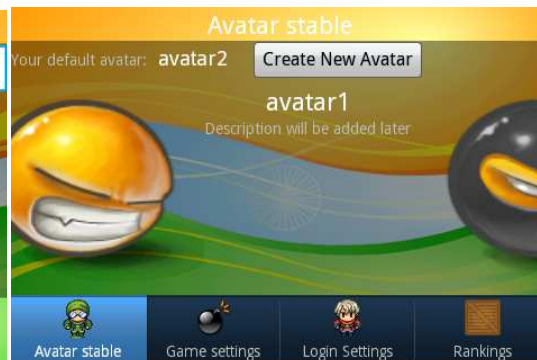 Avatar stable
Your default avatar: avatar2 Create New Avatar
avatar1
Description will be added later
Avatar stable Game settings Login Settings Rankings